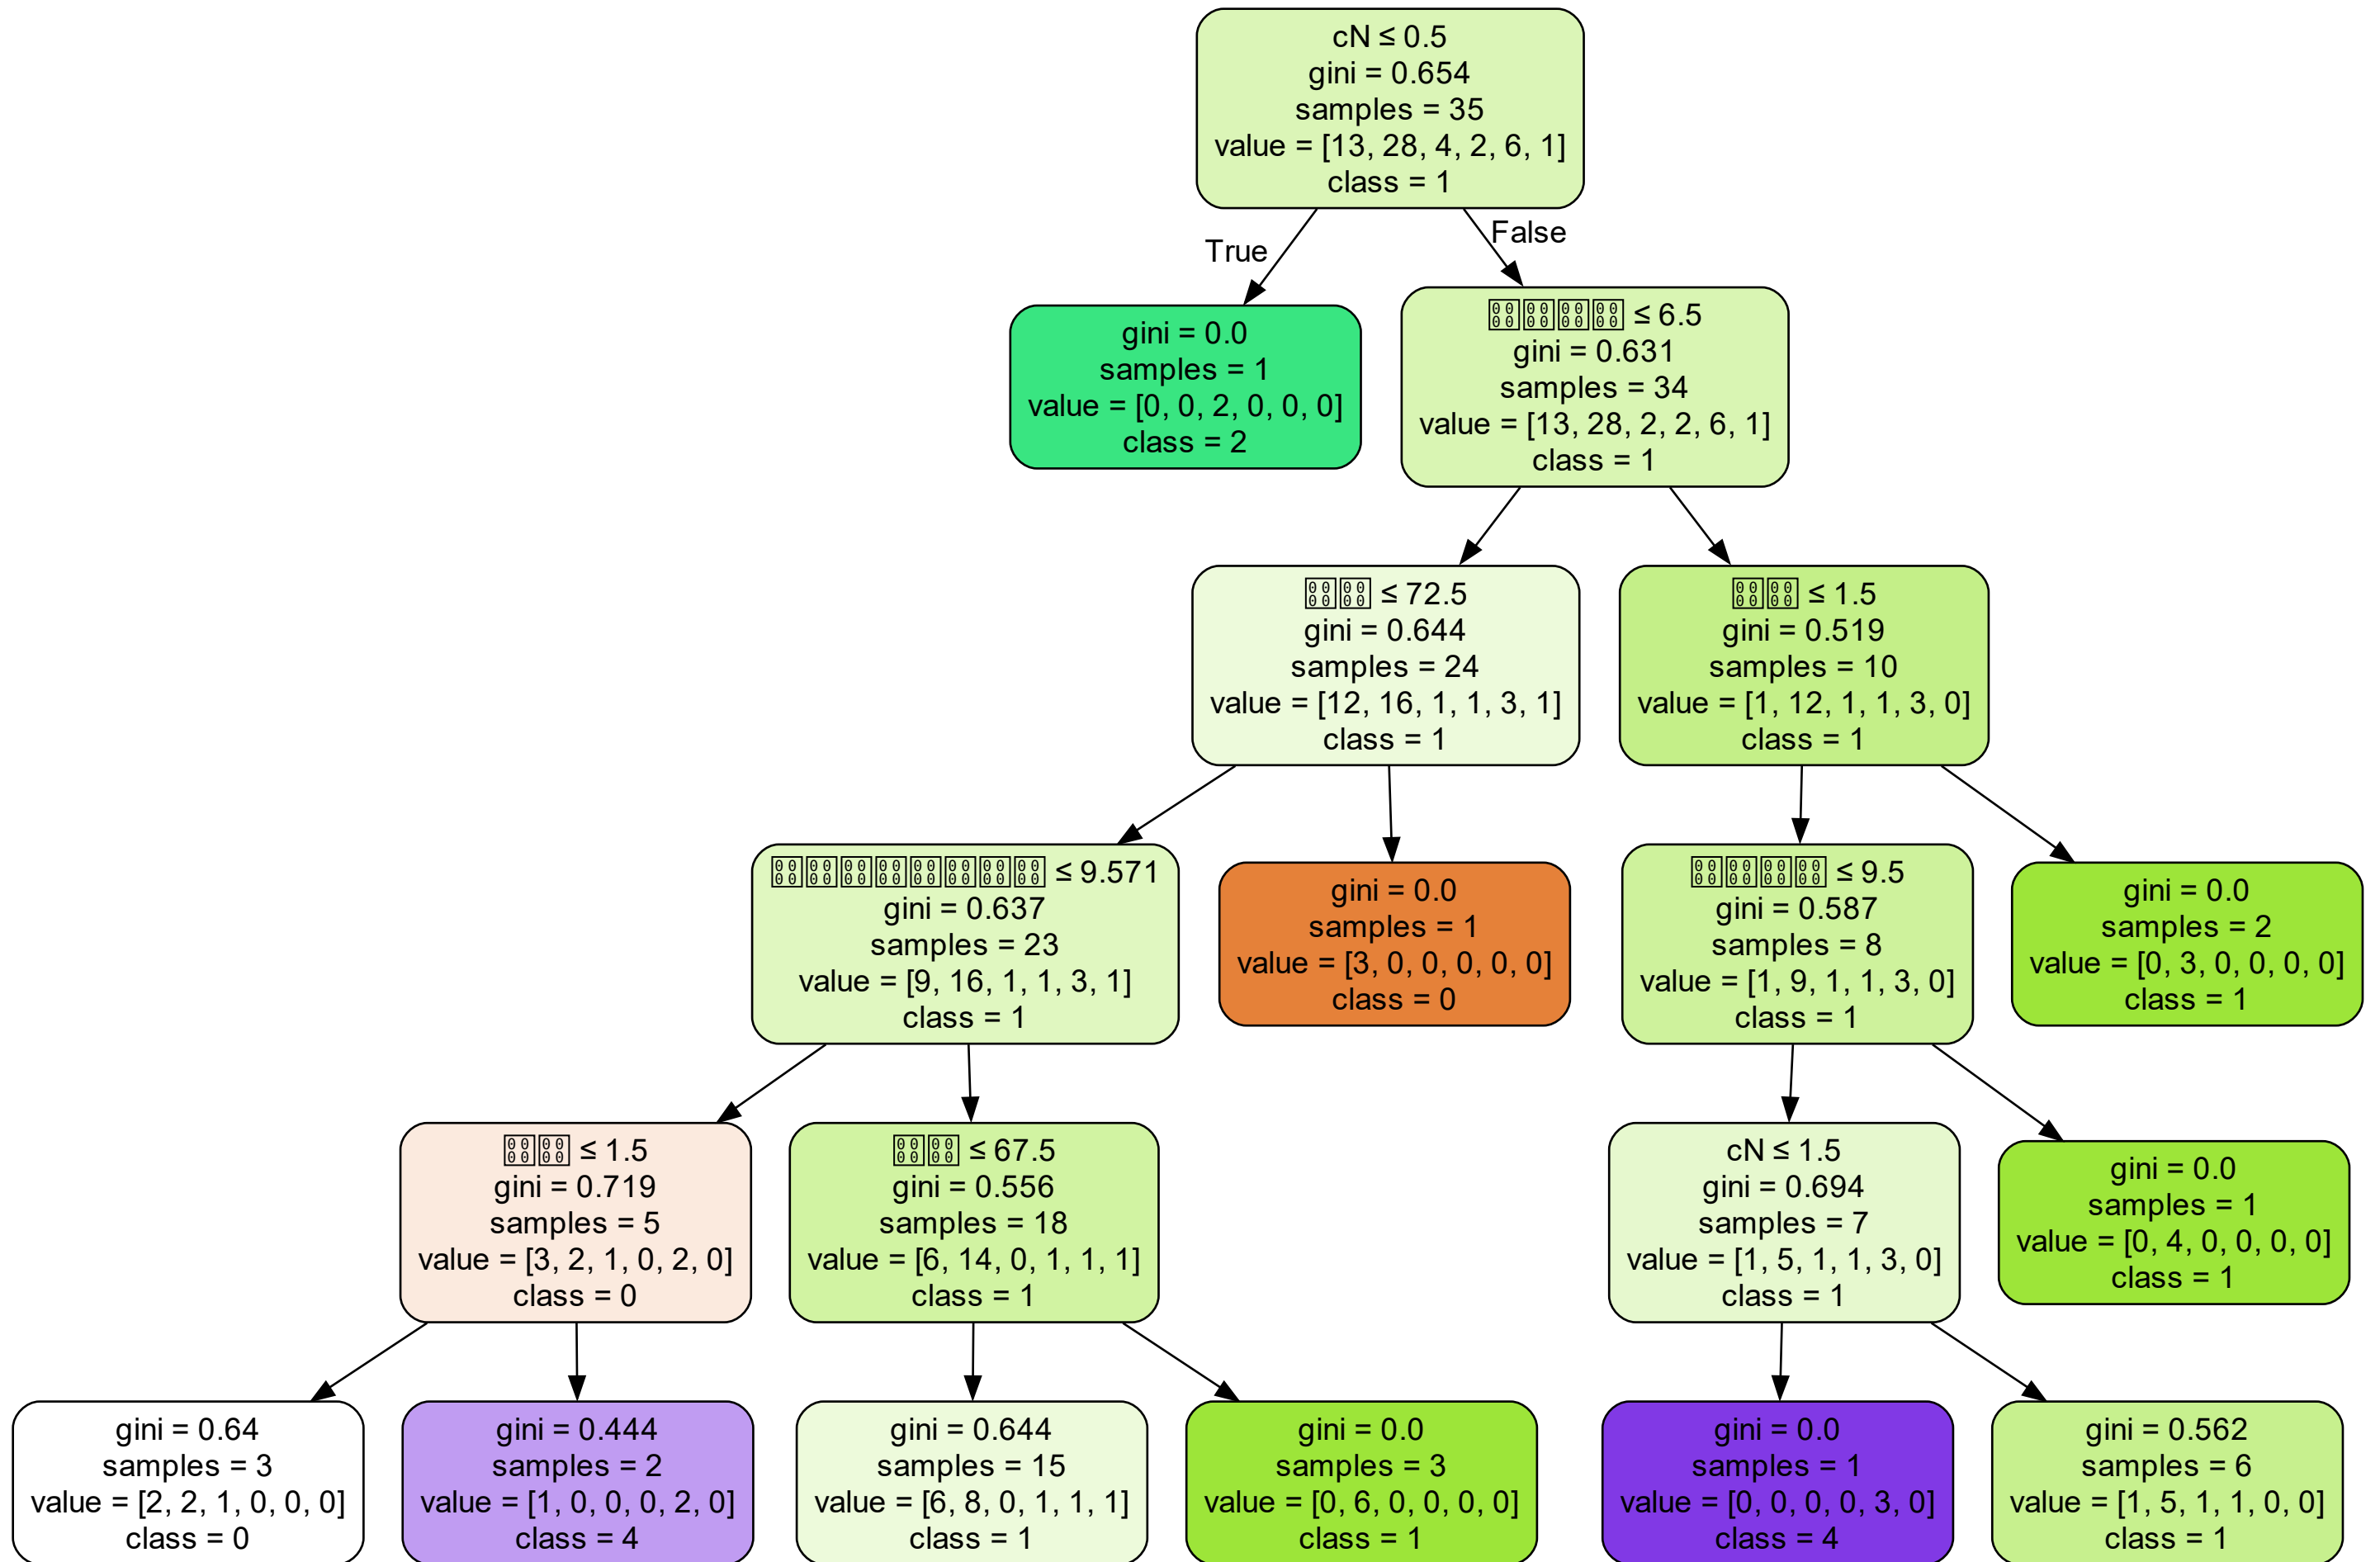 cN ≤ 0.5
gini = 0.654
samples = 35
value = [13, 28, 4, 2, 6, 1]
class = 1
True
False
gini = 0.0
samples = 1
value = [0, 0, 2, 0, 0, 0]
class = 2
≤ 6.5
gini = 0.631
samples = 34
value = [13, 28, 2, 2, 6, 1]
class = 1
≤ 72.5
gini = 0.644
samples = 24
value = [12, 16, 1, 1, 3, 1]
class = 1
≤ 1.5
gini = 0.519
samples = 10
value = [1, 12, 1, 1, 3, 0]
class = 1
≤ 9.571
gini = 0.637
samples = 23
value = [9, 16, 1, 1, 3, 1]
class = 1
gini = 0.0
samples = 1
value = [3, 0, 0, 0, 0, 0]
class = 0
≤ 9.5
gini = 0.587
samples = 8
value = [1, 9, 1, 1, 3, 0]
class = 1
gini = 0.0
samples = 2
value = [0, 3, 0, 0, 0, 0]
class = 1
≤ 1.5
gini = 0.719
samples = 5
value = [3, 2, 1, 0, 2, 0]
class = 0
≤ 67.5
gini = 0.556
samples = 18
value = [6, 14, 0, 1, 1, 1]
class = 1
cN ≤ 1.5
gini = 0.694
samples = 7
value = [1, 5, 1, 1, 3, 0]
class = 1
gini = 0.0
samples = 1
value = [0, 4, 0, 0, 0, 0]
class = 1
gini = 0.64
samples = 3
value = [2, 2, 1, 0, 0, 0]
class = 0
gini = 0.444
samples = 2
value = [1, 0, 0, 0, 2, 0]
class = 4
gini = 0.644
samples = 15
value = [6, 8, 0, 1, 1, 1]
class = 1
gini = 0.0
samples = 3
value = [0, 6, 0, 0, 0, 0]
class = 1
gini = 0.0
samples = 1
value = [0, 0, 0, 0, 3, 0]
class = 4
gini = 0.562
samples = 6
value = [1, 5, 1, 1, 0, 0]
class = 1